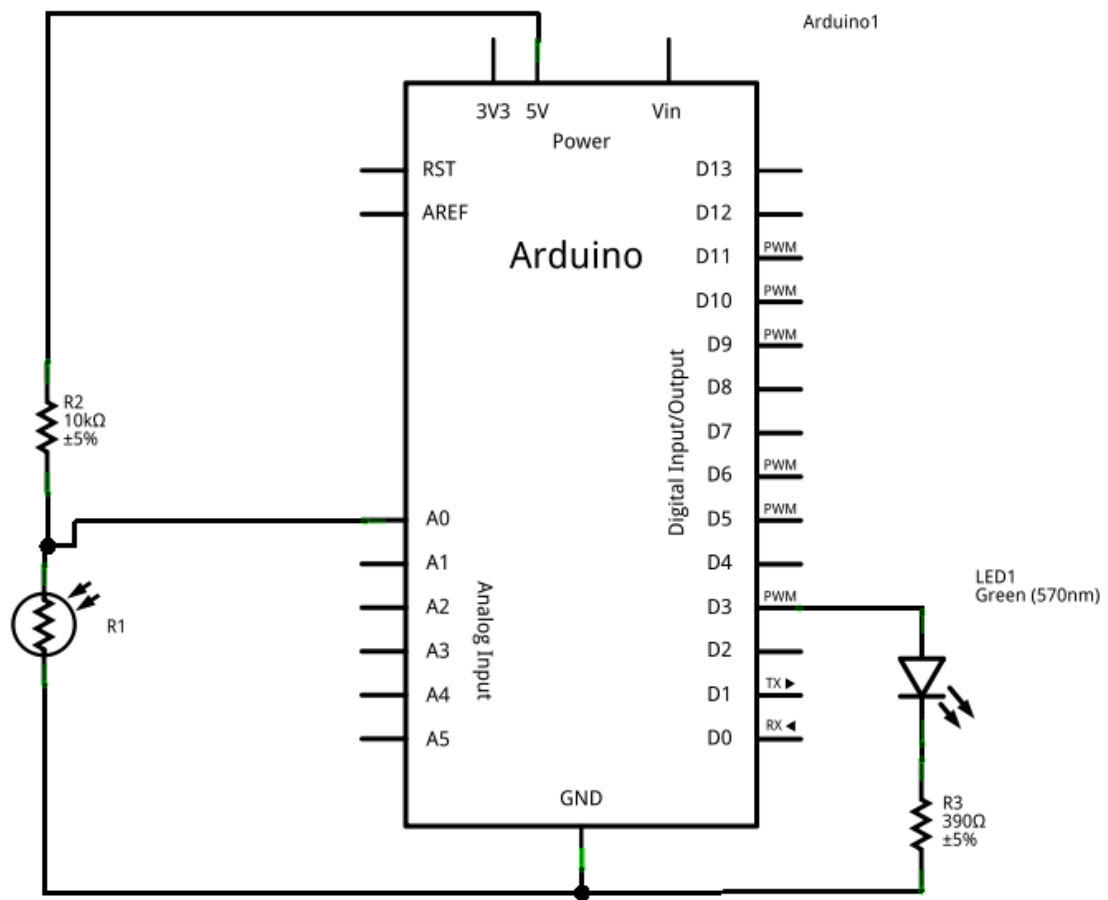 Arduino1
3V3
5V
Vin
Power
RST
AREF
Arduino
D13
D12
D11
PWM
D10
PWM
D9
PWM
D8
D7
D6
PWM
D5
PWM
D4
D3
PWM
D2
D1
TX ▶
D0
RX ◀
Digital Input/Output
A0
A1
A2
A3
A4
A5
Analog Input
GND
R2
10kΩ
±5%
R1
LED1
Green (570nm)
R3
390Ω
±5%